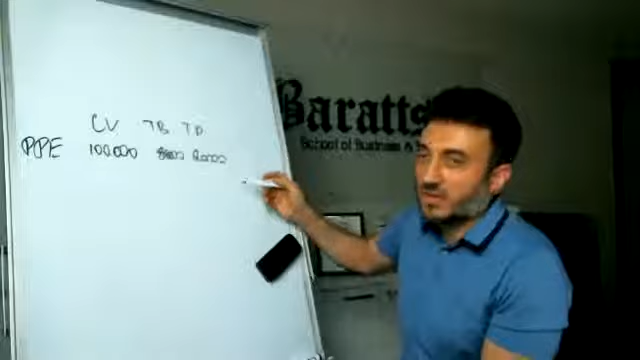 CV TB TD
PPE 100.000
Baratts
School of Business &